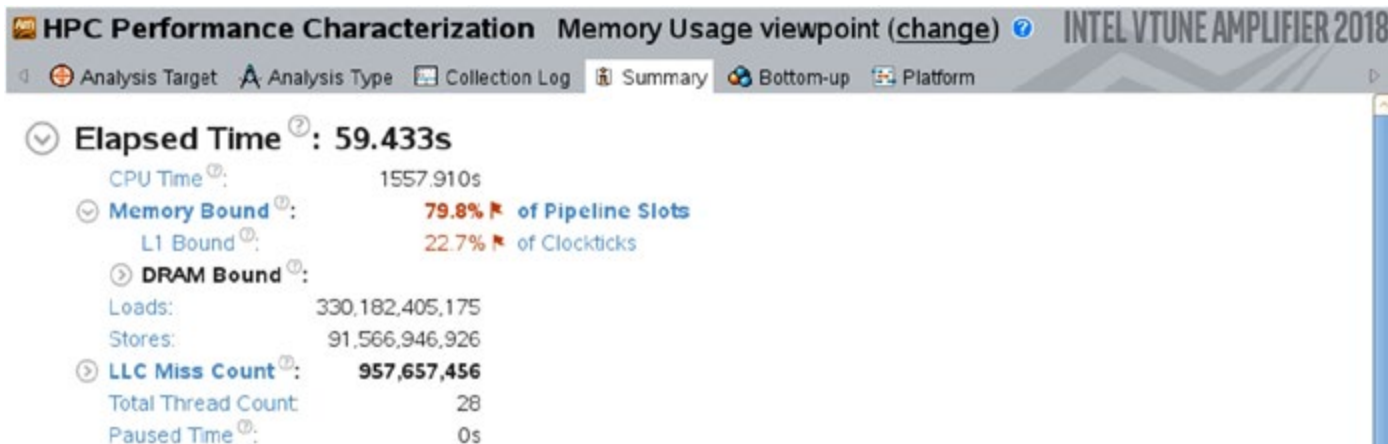 HPC Performance Characterization Memory Usage viewpoint (change) ? INTEL VTUNE AMPLIFIER 2018
Analysis Target Analysis Type Collection Log Summary Bottom-up Platform
Elapsed Time ?: 59.433s
CPU Time ?: 1557.910s
Memory Bound ?: 79.8% of Pipeline Slots
L1 Bound ?: 22.7% of Clockticks
DRAM Bound ?:
Loads: 330,182,405,175
Stores: 91,566,946,926
LLC Miss Count ?: 957,657,456
Total Thread Count: 28
Paused Time ?: 0s